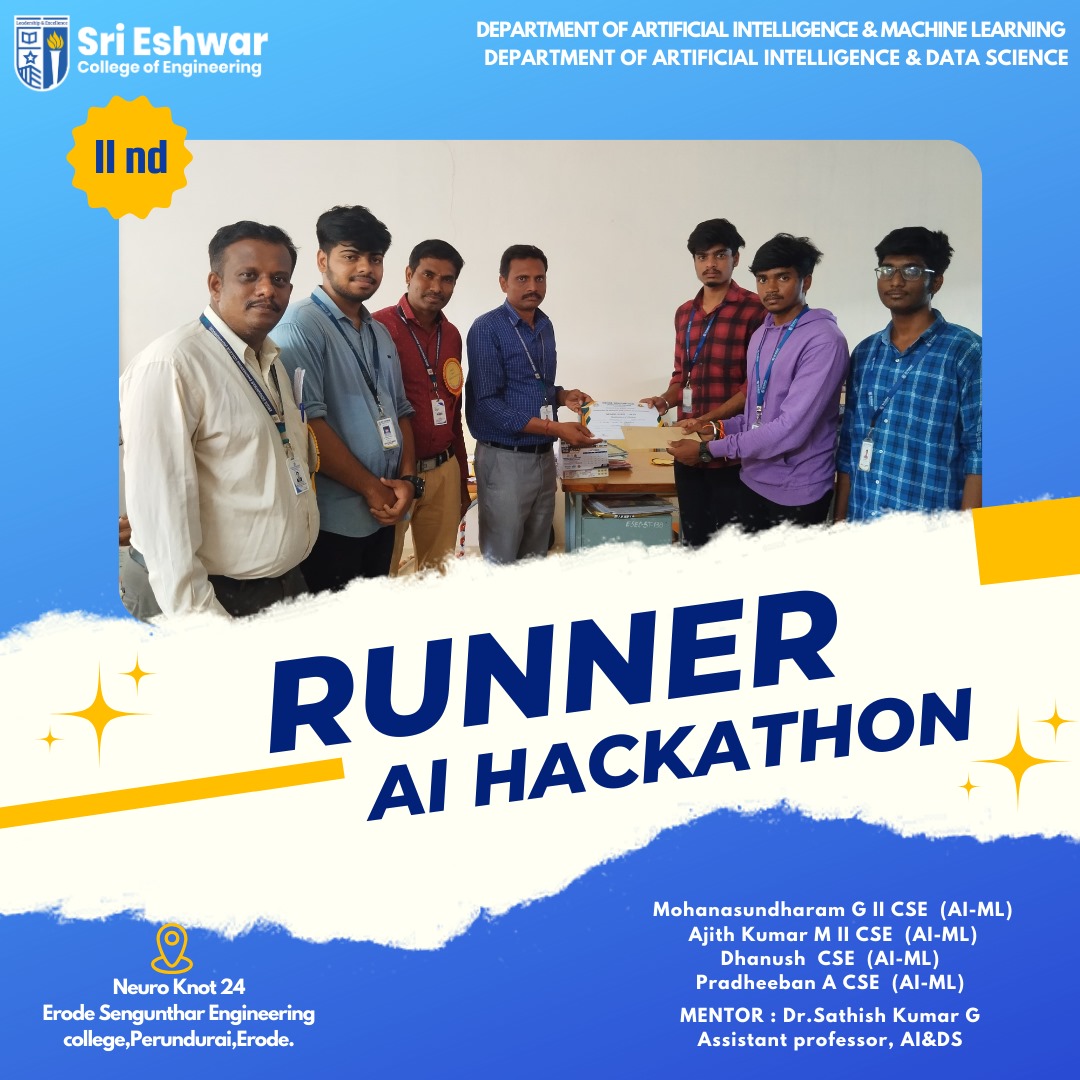 Leadership & Excellence
Sri Eshwar
College of Engineering
DEPARTMENT OF ARTIFICIAL INTELLIGENCE & MACHINE LEARNING
DEPARTMENT OF ARTIFICIAL INTELLIGENCE & DATA SCIENCE
II nd
RUNNER
AI HACKATHON
Neuro Knot 24
Erode Sengunthar Engineering
college,Perundurai,Erode.
Mohanasundharam G II CSE (AI-ML)
Ajith Kumar M II CSE (AI-ML)
Dhanush CSE (AI-ML)
Pradheeban A CSE (AI-ML)
MENTOR : Dr.Sathish Kumar G
Assistant professor, AI&DS